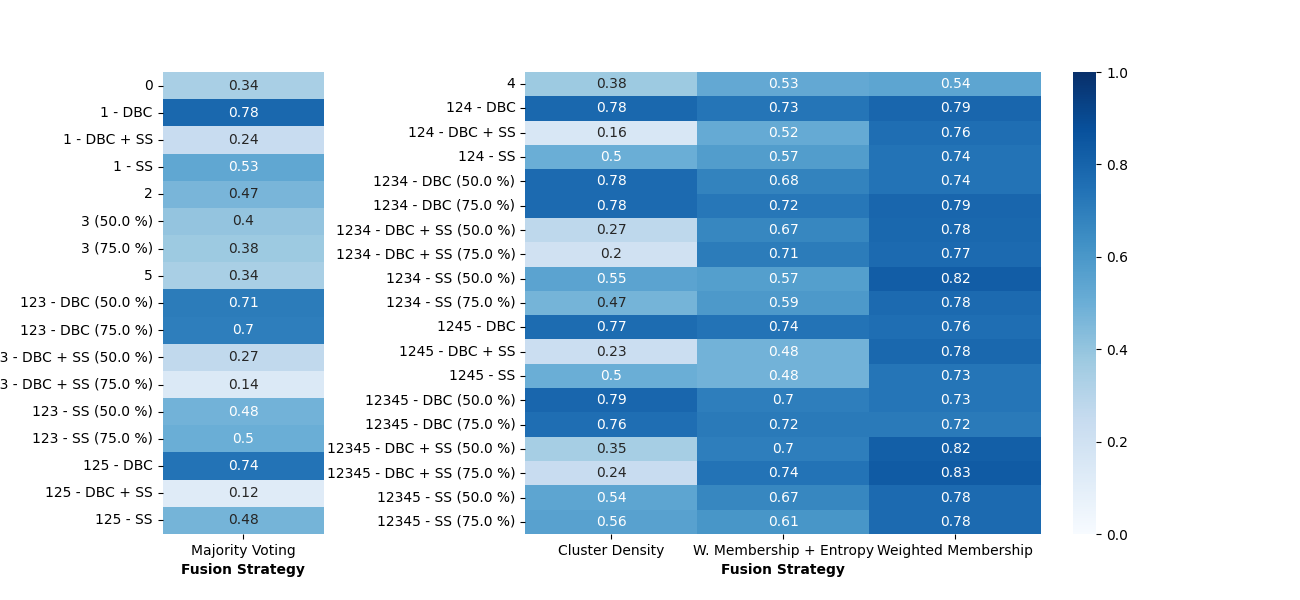 0 0.34
1 - DBC 0.78
1 - DBC + SS 0.24
1 - SS 0.53
2 0.47
3 (50.0 %) 0.4
3 (75.0 %) 0.38
5 0.34
123 - DBC (50.0 %) 0.71
123 - DBC (75.0 %) 0.7
3 - DBC + SS (50.0 %) 0.27
3 - DBC + SS (75.0 %) 0.14
123 - SS (50.0 %) 0.48
123 - SS (75.0 %) 0.5
125 - DBC 0.74
125 - DBC + SS 0.12
125 - SS 0.48
Majority Voting
Fusion Strategy
4 0.38 0.53 0.54
124 - DBC 0.78 0.73 0.79
124 - DBC + SS 0.16 0.52 0.76
124 - SS 0.5 0.57 0.74
1234 - DBC (50.0 %) 0.78 0.68 0.74
1234 - DBC (75.0 %) 0.78 0.72 0.79
1234 - DBC + SS (50.0 %) 0.27 0.67 0.78
1234 - DBC + SS (75.0 %) 0.2 0.71 0.77
1234 - SS (50.0 %) 0.55 0.57 0.82
1234 - SS (75.0 %) 0.47 0.59 0.78
1245 - DBC 0.77 0.74 0.76
1245 - DBC + SS 0.23 0.48 0.78
1245 - SS 0.5 0.48 0.73
12345 - DBC (50.0 %) 0.79 0.7 0.73
12345 - DBC (75.0 %) 0.76 0.72 0.72
12345 - DBC + SS (50.0 %) 0.35 0.7 0.82
12345 - DBC + SS (75.0 %) 0.24 0.74 0.83
12345 - SS (50.0 %) 0.54 0.67 0.78
12345 - SS (75.0 %) 0.56 0.61 0.78
Cluster Density W. Membership + Entropy Weighted Membership
Fusion Strategy
1.0
0.8
0.6
0.4
0.2
0.0